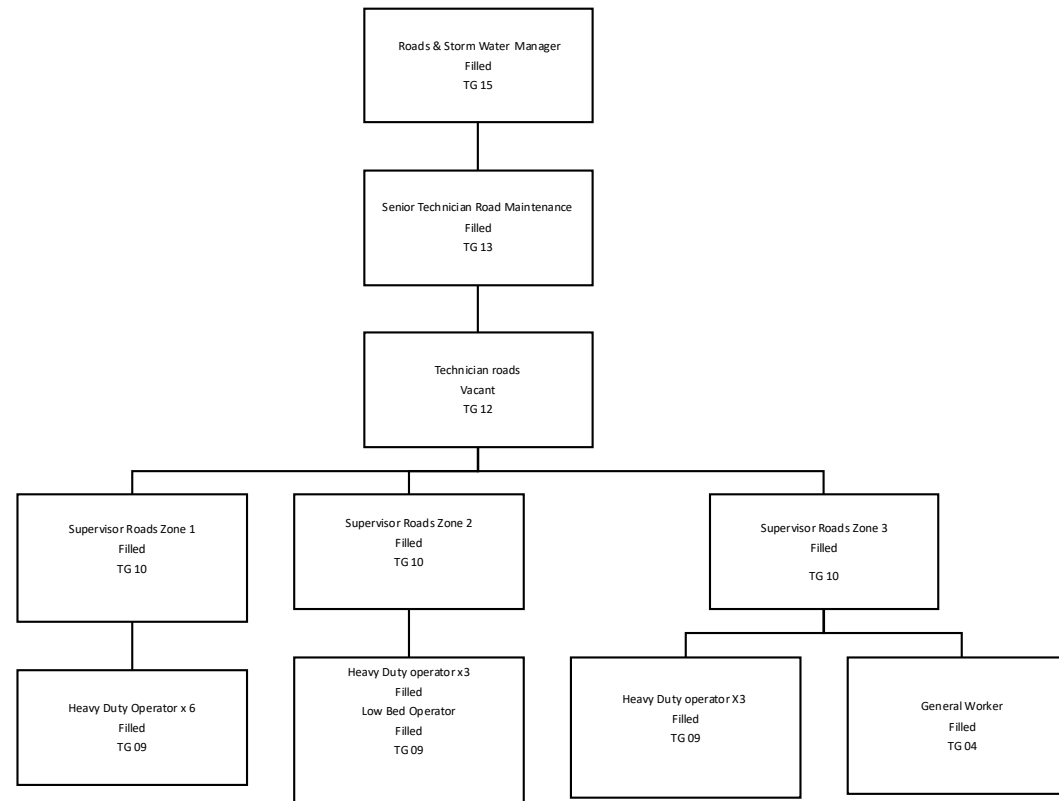 Roads & Storm Water Manager
Filled
TG 15
Senior Technician Road Maintenance
Filled
TG 13
Technician roads
Vacant
TG 12
Supervisor Roads Zone 1
Filled
TG 10
Supervisor Roads Zone 2
Filled
TG 10
Supervisor Roads Zone 3
Filled
TG 10
Heavy Duty Operator x 6
Filled
TG 09
Heavy Duty operator x3
Filled
Low Bed Operator
Filled
TG 09
Heavy Duty operator X3
Filled
TG 09
General Worker
Filled
TG 04